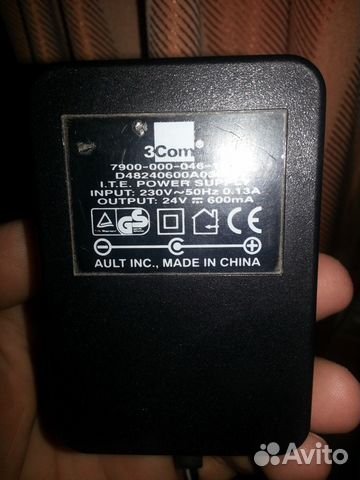 3Com®
7900-000-046-
I.T.E. POWER SUPPLY
INPUT: 230V~50Hz 0.13A
OUTPUT: 24V ⎓ 600mA
GS
CE
AULT INC., MADE IN CHINA
Avito